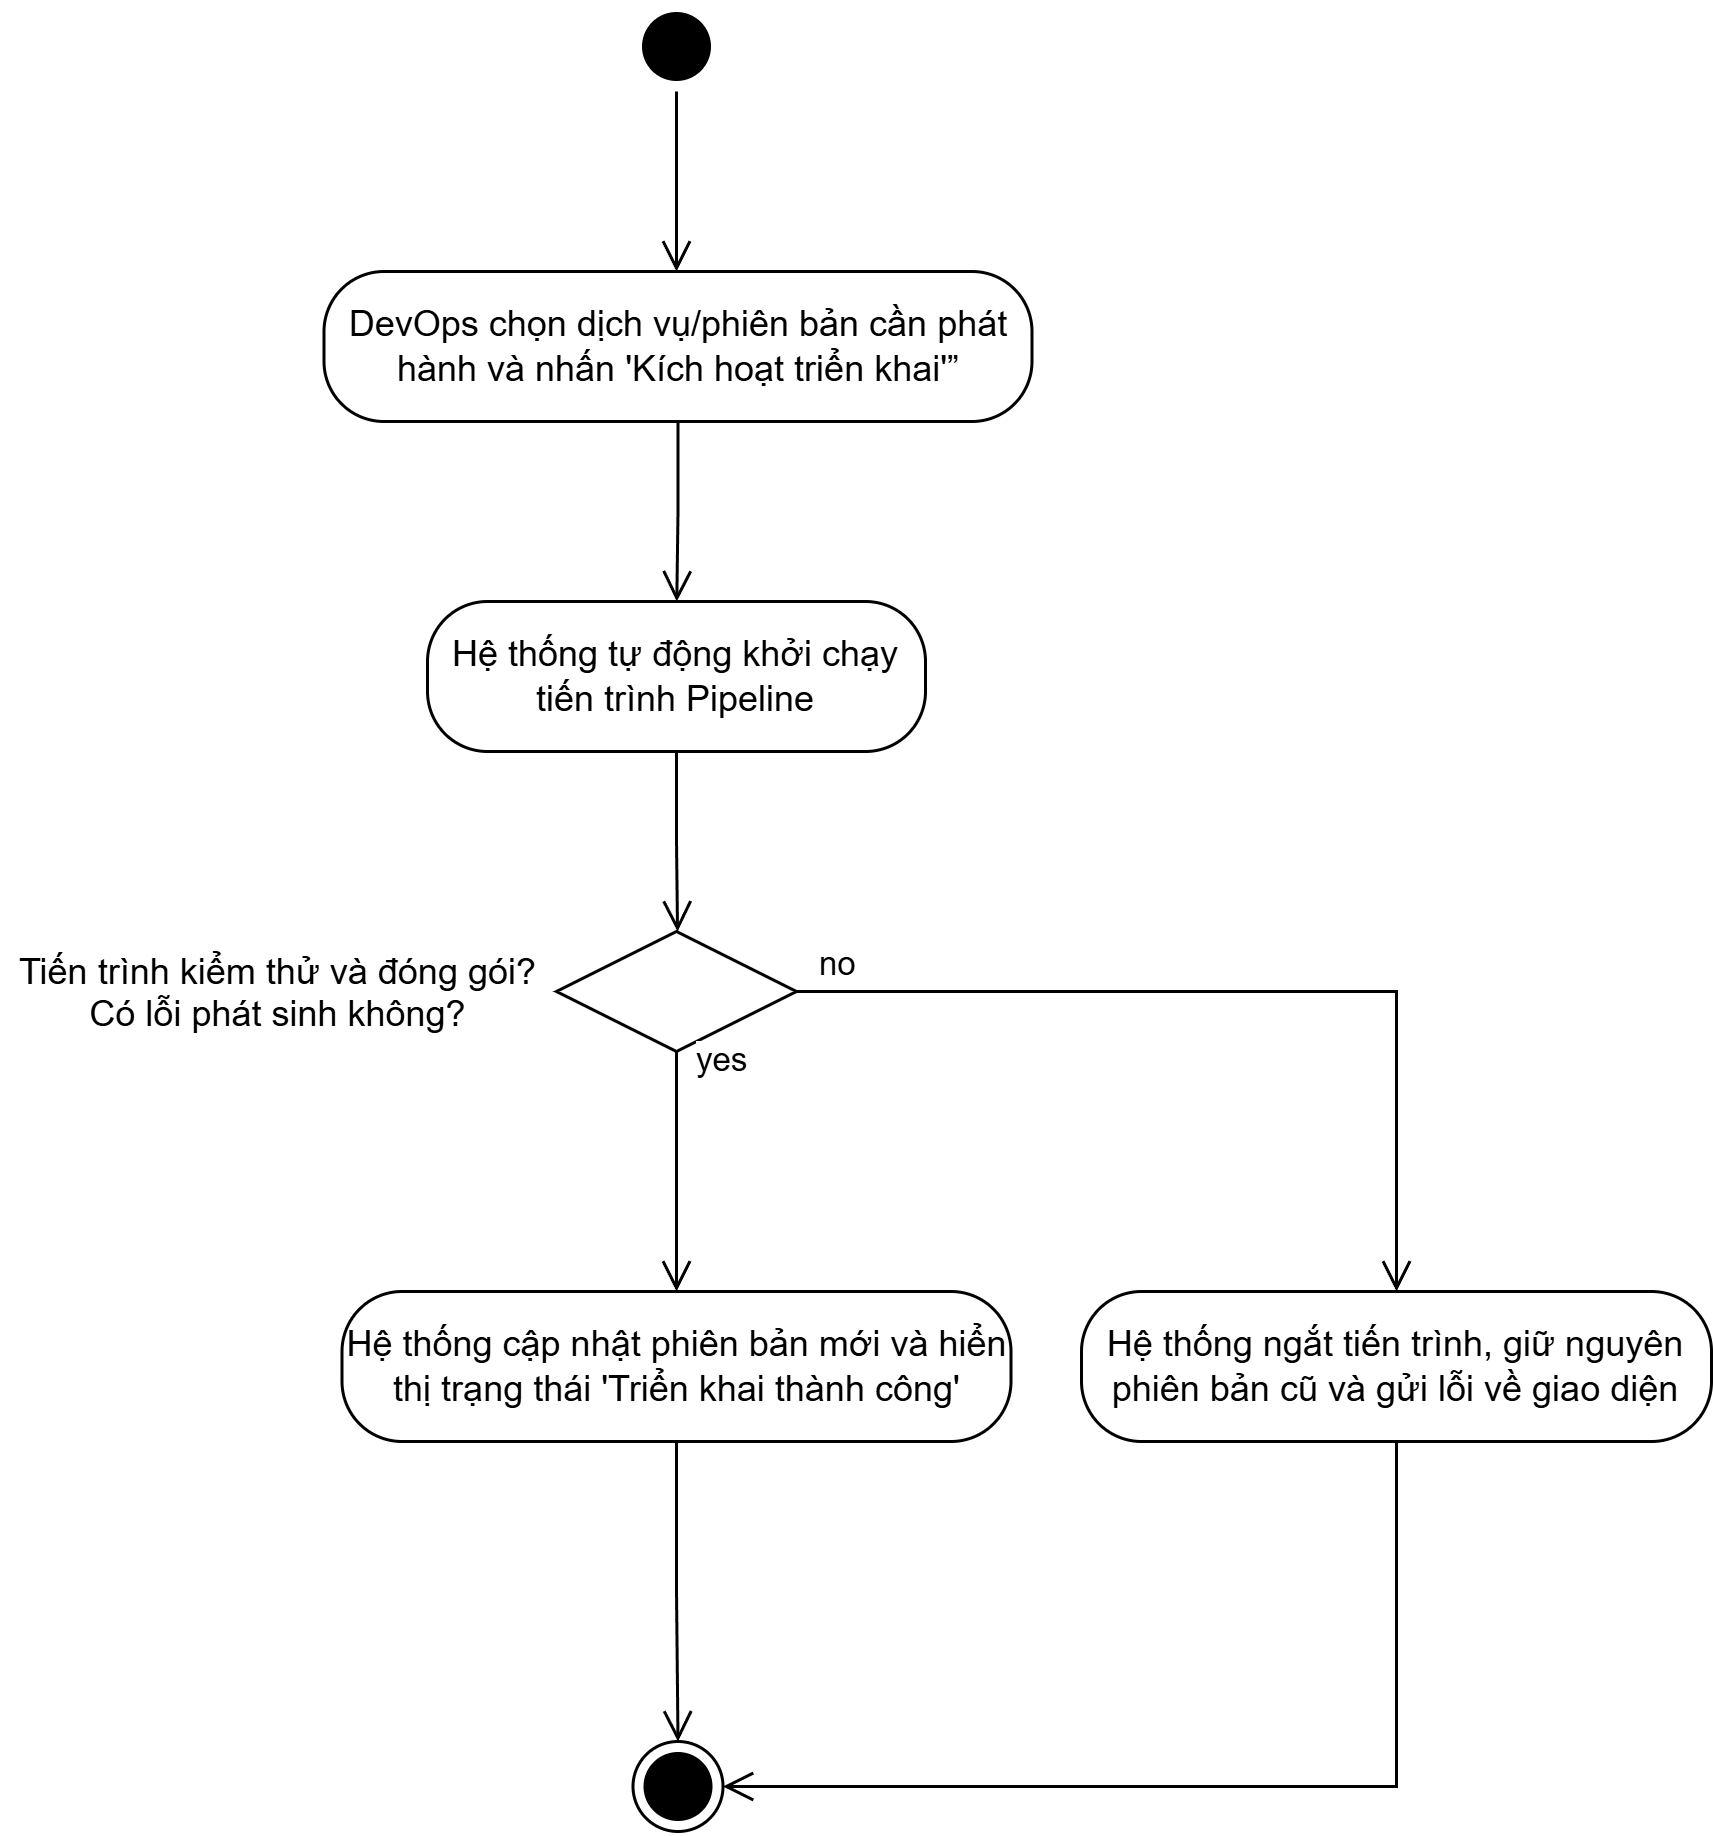 DevOps chọn dịch vụ/phiên bản cần phát
hành và nhấn 'Kích hoạt triển khai'”
Hệ thống tự động khởi chạy
tiến trình Pipeline
Tiến trình kiểm thử và đóng gói?
Có lỗi phát sinh không?
no
yes
Hệ thống cập nhật phiên bản mới và hiển
thị trạng thái 'Triển khai thành công'
Hệ thống ngắt tiến trình, giữ nguyên
phiên bản cũ và gửi lỗi về giao diện